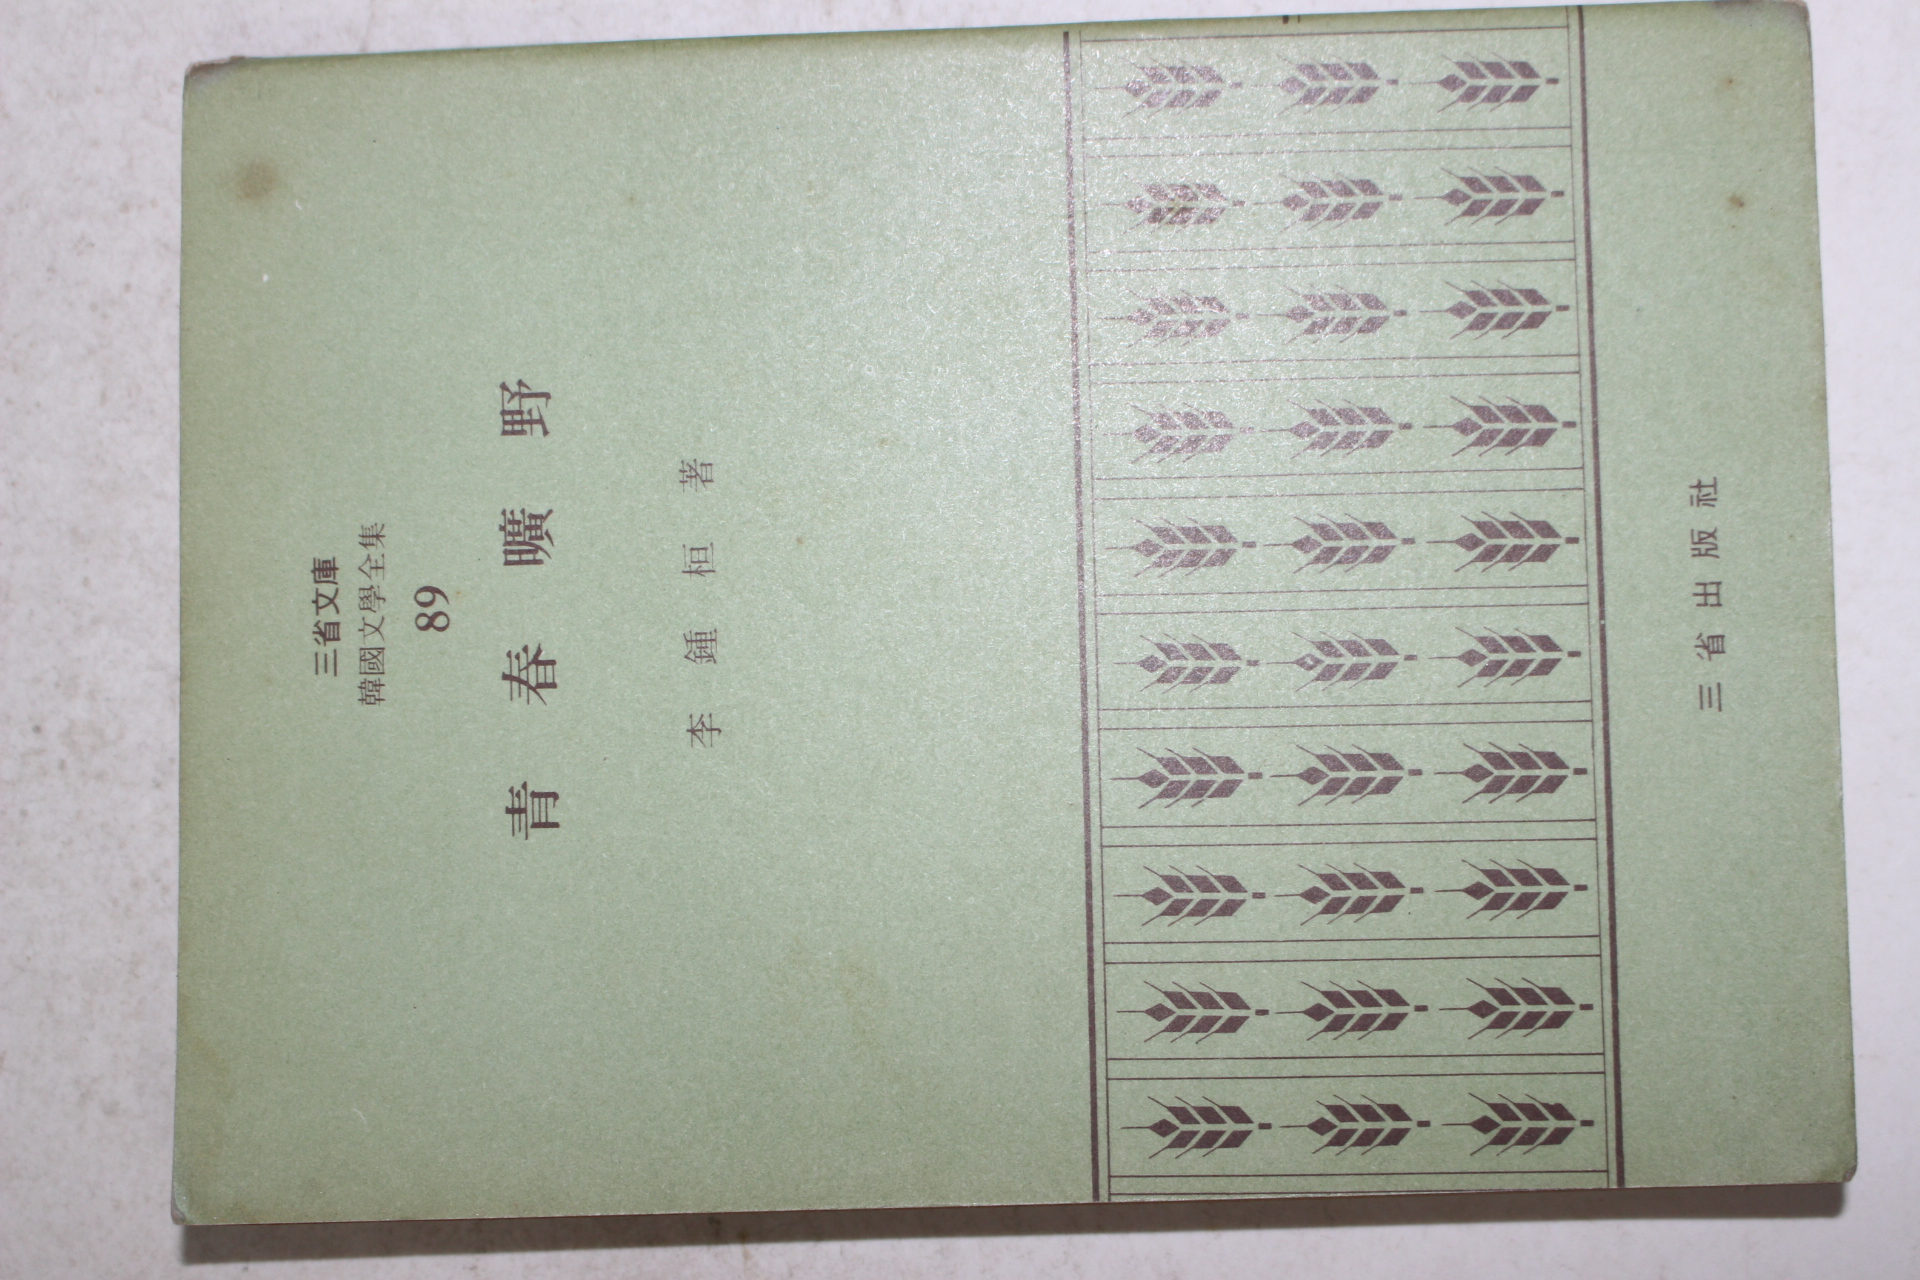 三省文庫
韓國文學全集
89
青春曠野
李鍾桓 著
三省出版社